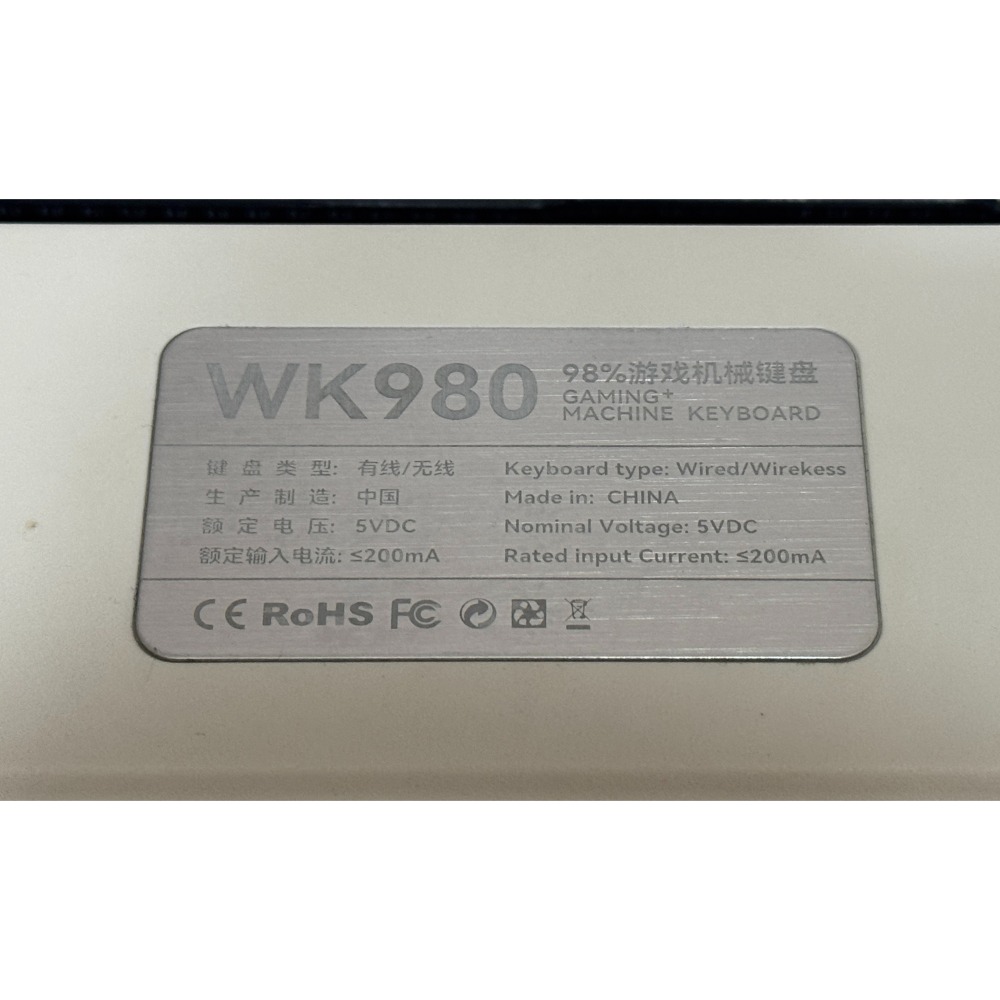 WK980
98%游戏机械键盘
GAMING+
MACHINE KEYBOARD
键盘类型: 有线/无线
Keyboard type: Wired/Wirekess
生产制造: 中国
Made in: CHINA
额定电压: 5VDC
Nominal Voltage: 5VDC
额定输入电流: ≤200mA
Rated input Current: ≤200mA
CE RoHS FC